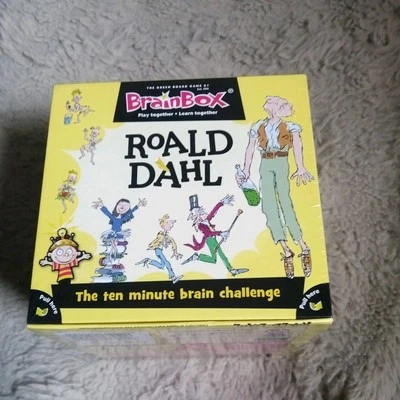 THE GREEN BOARD GAME CO.
BrainBox®
Play together • Learn together
ROALD
DAHL
Pull here
The ten minute brain challenge
Pull here